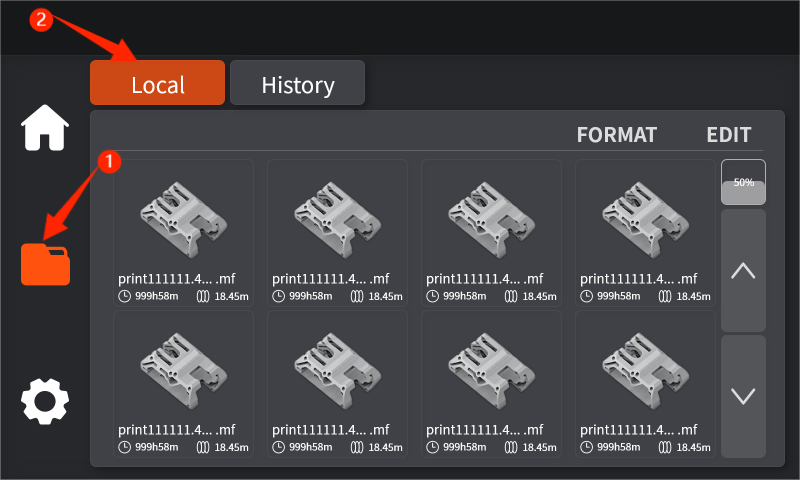 2
Local History
FORMAT EDIT
1
50%
print111111.4... .mf print111111.4... .mf print111111.4... .mf print111111.4... .mf
999h58m 18.45m 999h58m 18.45m 999h58m 18.45m 999h58m 18.45m
print111111.4... .mf print111111.4... .mf print111111.4... .mf print111111.4... .mf
999h58m 18.45m 999h58m 18.45m 999h58m 18.45m 999h58m 18.45m